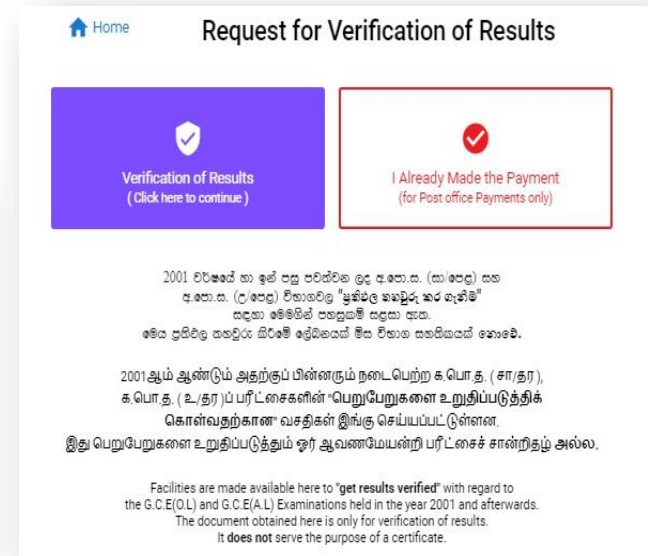 Home
Request for Verification of Results
Verification of Results
( Click here to continue )
I Already Made the Payment
(for Post office Payments only)
2001 වර්ෂයේ හා ඉන් පසු පවත්වන ලද අ.පො.ස. (සා/පෙළ) සහ
අ.පො.ස. (උ/පෙළ) විභාගවල "ප්‍රතිඵල තහවුරු කර ගැනීම"
සඳහා මෙමගින් පහසුකම් සළසා ඇත.
මෙය ප්‍රතිඵල තහවුරු කිරීමේ ලේඛනයක් මිස විභාග සහතිකයක් නොවේ.
2001ஆம் ஆண்டும் அதற்குப் பின்னரும் நடைபெற்ற க.பொ.த. ( சா/தர ),
க.பொ.த. ( உ/தர )ப் பரீட்சைகளின் "பெறுபேறுகளை உறுதிப்படுத்திக்
கொள்வதற்கான" வசதிகள் இங்கு செய்யப்பட்டுள்ளன.
இது பெறுபேறுகளை உறுதிப்படுத்தும் ஓர் ஆவணமேயன்றி பரீட்சைச் சான்றிதழ் அல்ல.
Facilities are made available here to "get results verified" with regard to
the G.C.E(O.L) and G.C.E(A.L) Examinations held in the year 2001 and afterwards.
The document obtained here is only for verification of results.
It does not serve the purpose of a certificate.